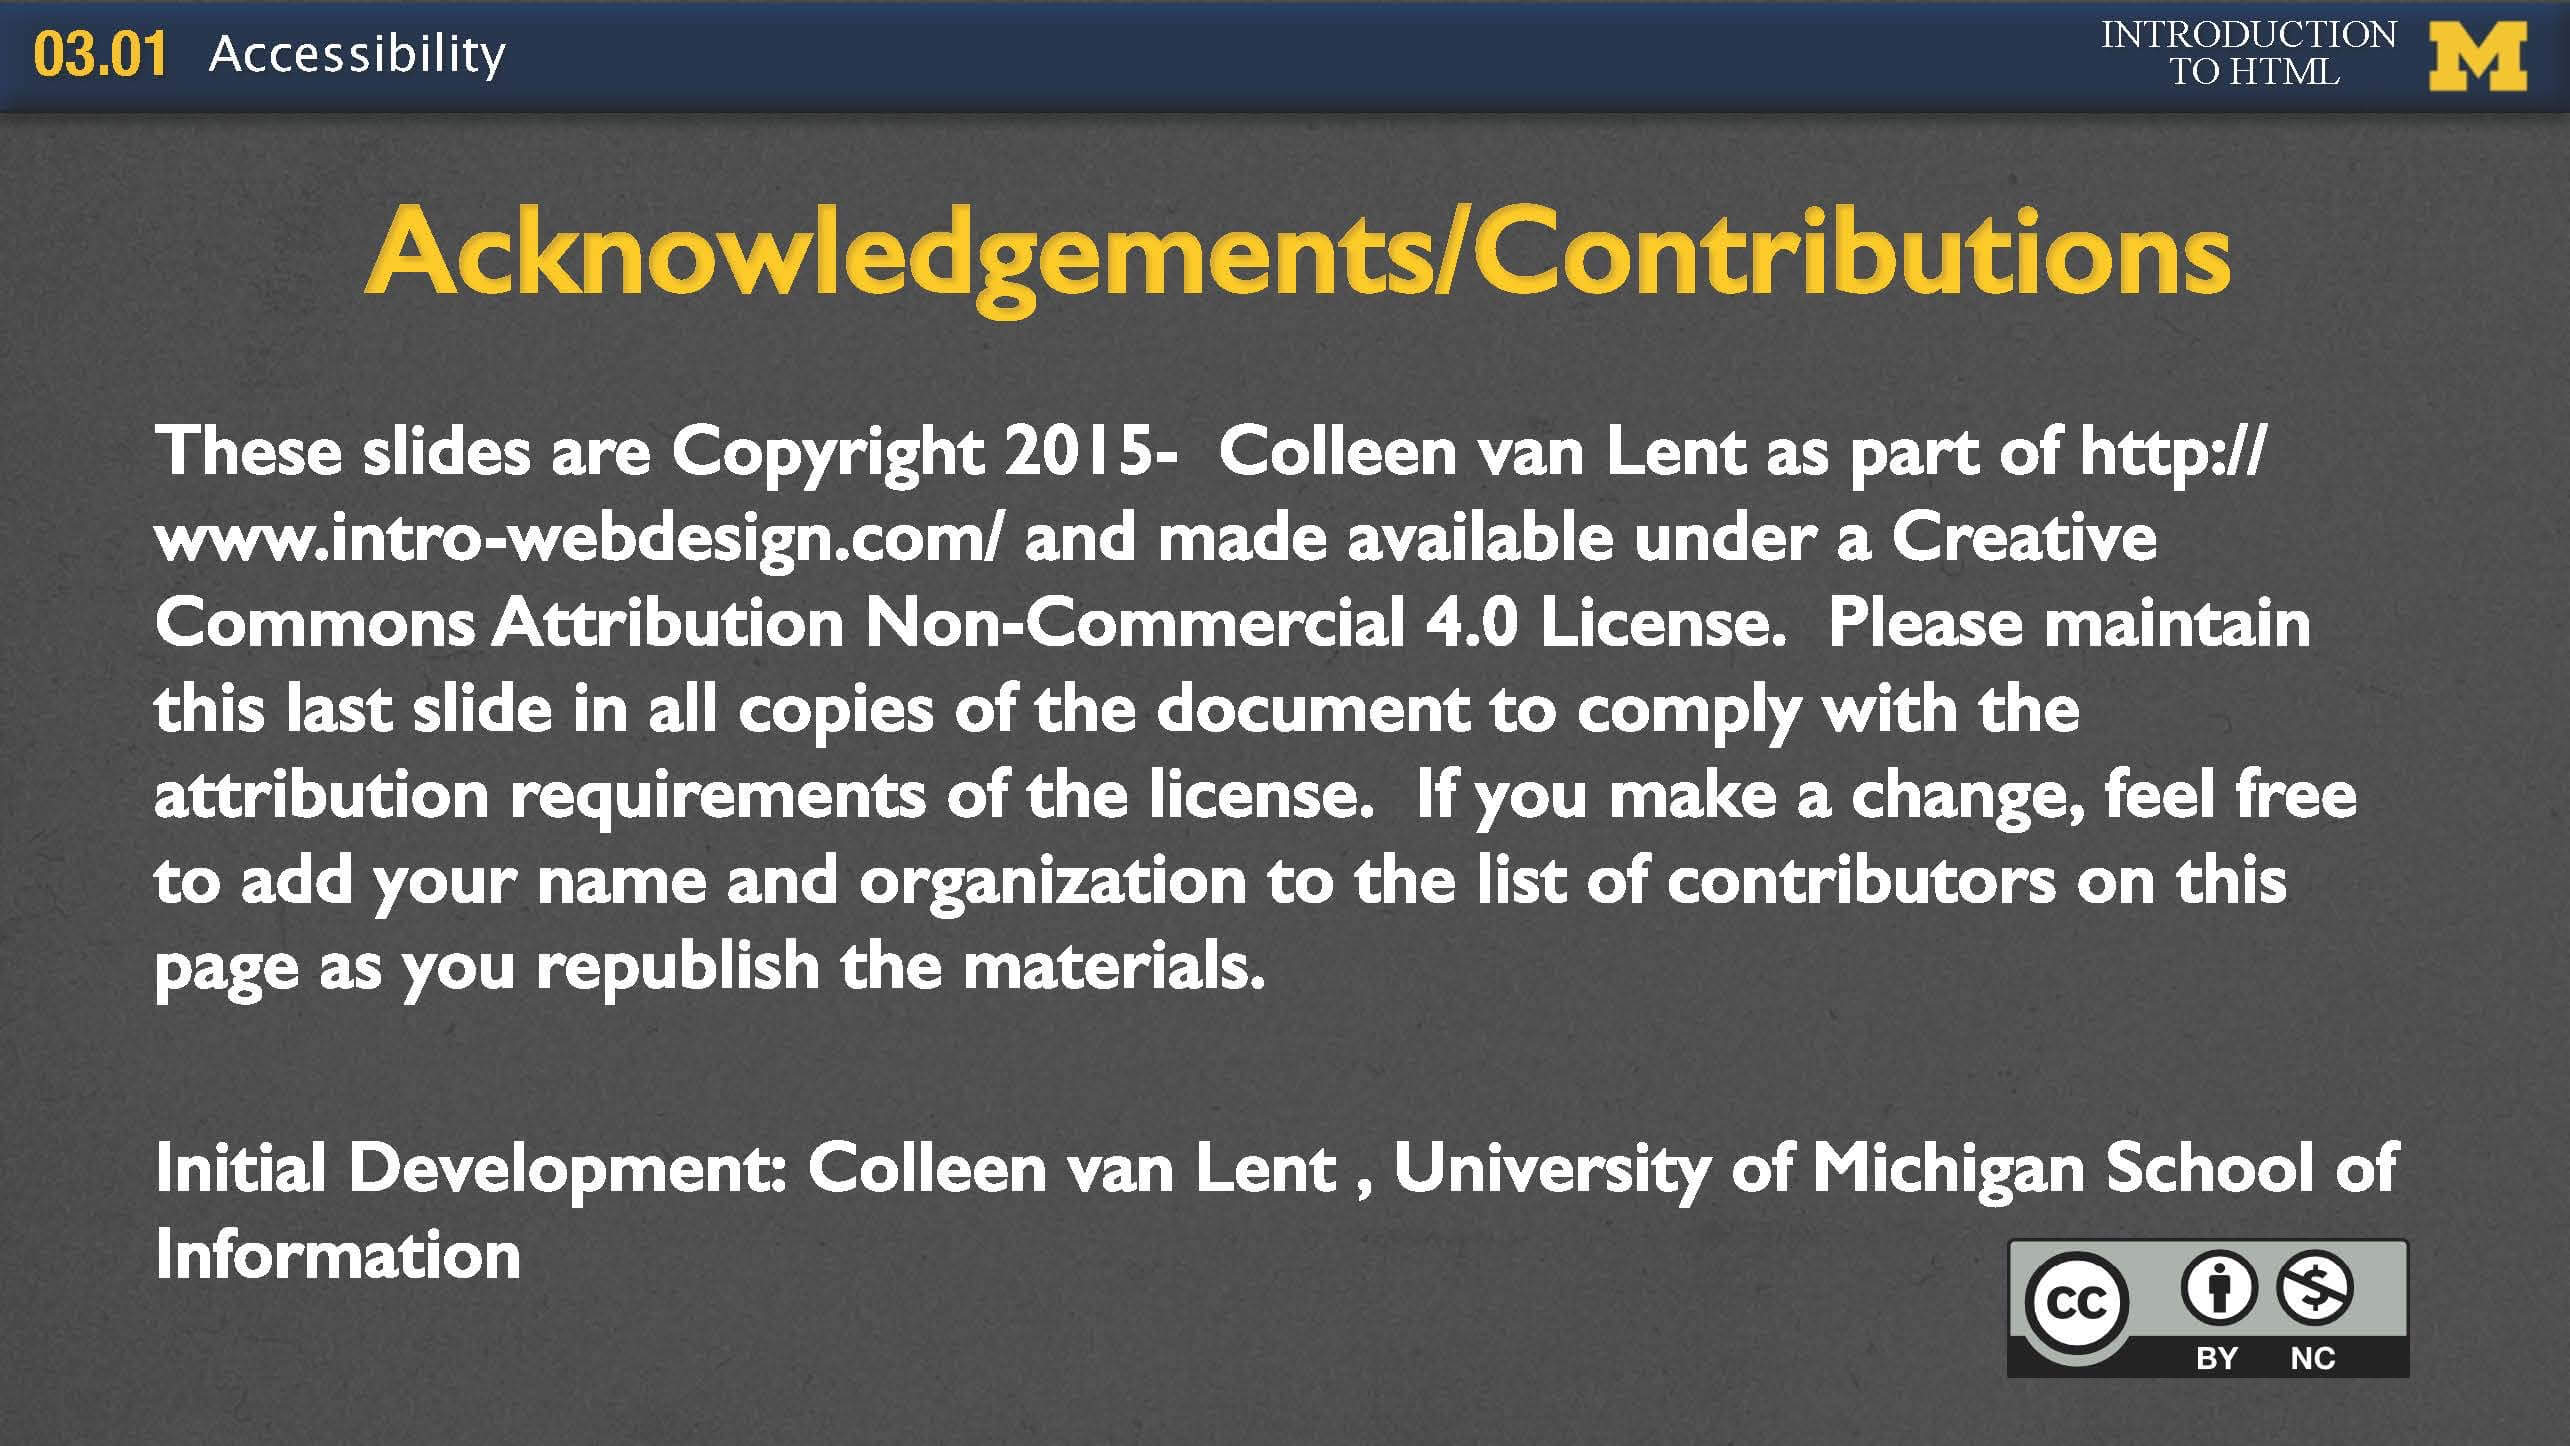 03.01 Accessibility
INTRODUCTION
TO HTML
M
Acknowledgements/Contributions
These slides are Copyright 2015-  Colleen van Lent as part of http://
www.intro-webdesign.com/ and made available under a Creative
Commons Attribution Non-Commercial 4.0 License.  Please maintain
this last slide in all copies of the document to comply with the
attribution requirements of the license.  If you make a change, feel free
to add your name and organization to the list of contributors on this
page as you republish the materials.
Initial Development: Colleen van Lent , University of Michigan School of
Information
cc
BY NC